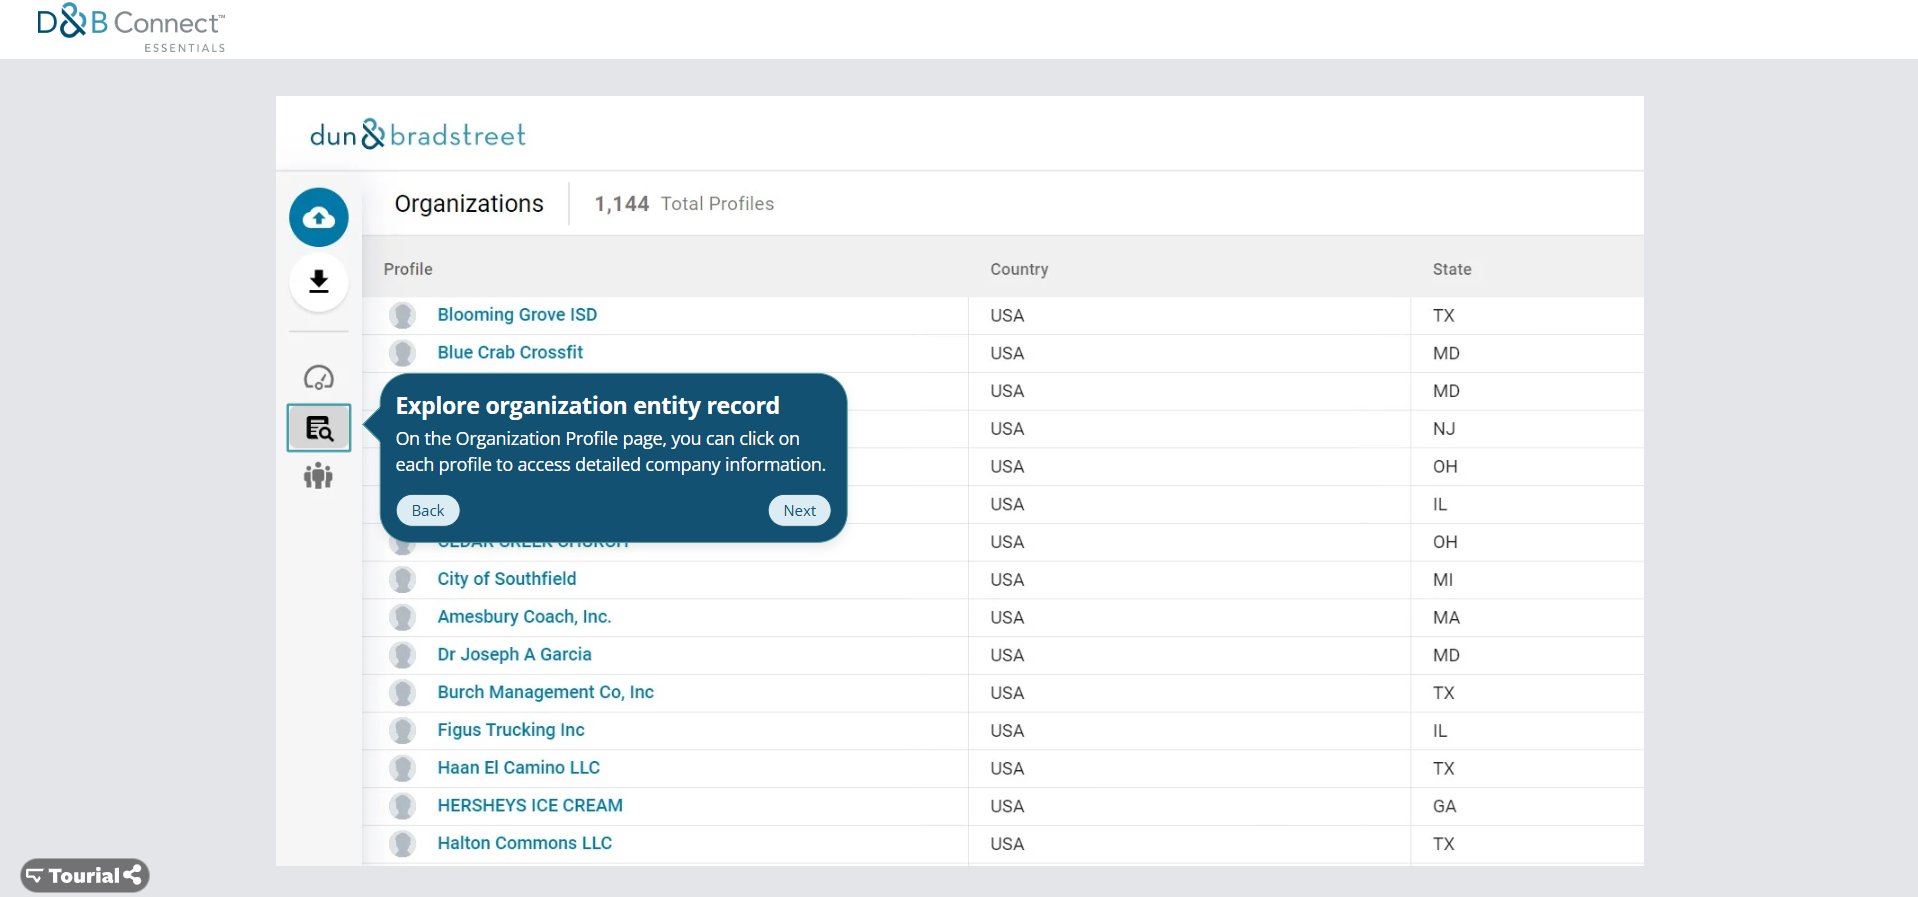 D&B Connect™
ESSENTIALS
dun & bradstreet
Organizations 1,144 Total Profiles
Profile Country State
Blooming Grove ISD USA TX
Blue Crab Crossfit USA MD
USA MD
USA NJ
USA OH
USA IL
Explore organization entity record
On the Organization Profile page, you can click on
each profile to access detailed company information.
Back Next
CEDAR CREEK CHURCH USA OH
City of Southfield USA MI
Amesbury Coach, Inc. USA MA
Dr Joseph A Garcia USA MD
Burch Management Co, Inc USA TX
Figus Trucking Inc USA IL
Haan El Camino LLC USA TX
HERSHEYS ICE CREAM USA GA
Halton Commons LLC USA TX
Tourial